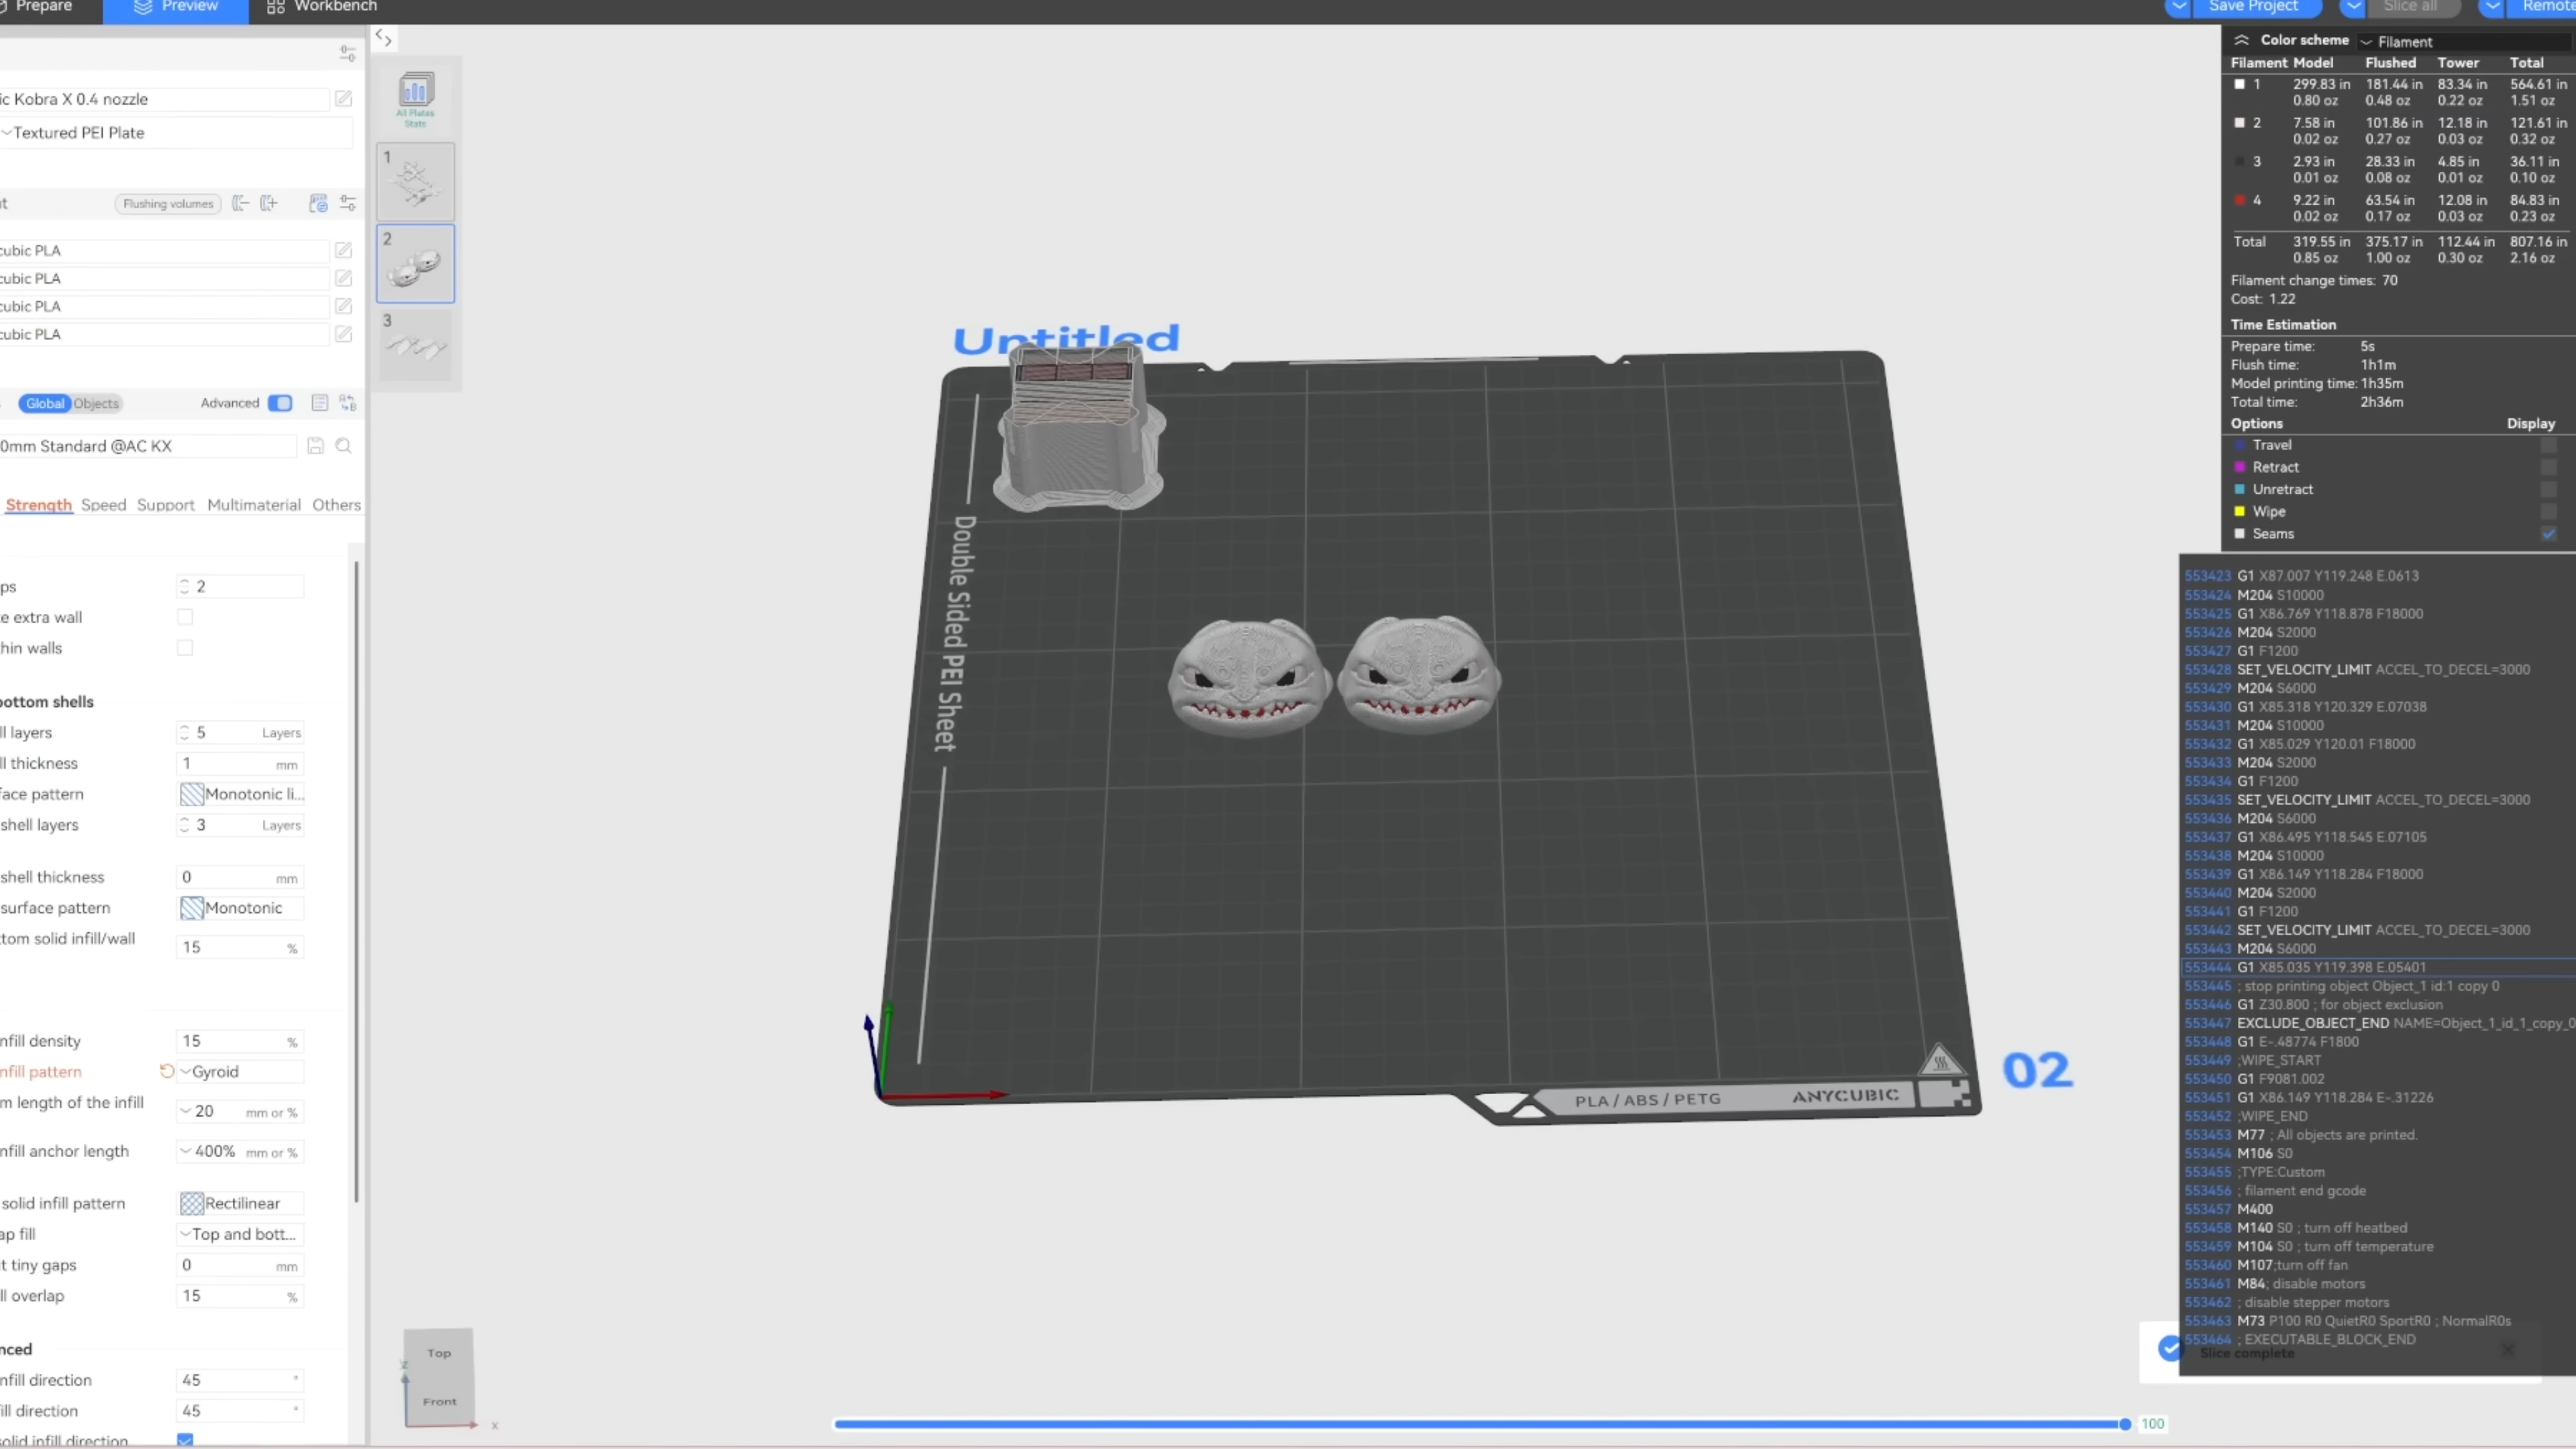 Prepare
Preview
Workbench
Save Project
Slice all
Remote
ic Kobra X 0.4 nozzle
Textured PEI Plate
t
Flushing volumes
cubic PLA
cubic PLA
cubic PLA
cubic PLA
Global
Objects
Advanced
0mm Standard @AC KX
Strength
Speed
Support
Multimaterial
Others
ps
2
e extra wall
hin walls
ottom shells
ll layers
5
Layers
ll thickness
1
mm
face pattern
Monotonic li...
shell layers
3
Layers
shell thickness
0
mm
surface pattern
Monotonic
tom solid infill/wall
15
%
nfill density
15
%
nfill pattern
Gyroid
m length of the infill
20
mm or %
nfill anchor length
400%
mm or %
solid infill pattern
Rectilinear
ap fill
Top and bott...
t tiny gaps
0
mm
ll overlap
15
%
nced
nfill direction
45
°
ill direction
45
°
solid infill direction
All Plates
Stats
1
2
3
Untitled
Double Sided PEI Sheet
PLA / ABS / PETG
ANYCUBIC
02
Top
Front
Z
X
100
Color scheme
Filament
Filament Model Flushed Tower Total
1 299.83 in 181.44 in 83.34 in 564.61 in
0.80 oz 0.48 oz 0.22 oz 1.51 oz
2 7.58 in 101.86 in 12.18 in 121.61 in
0.02 oz 0.27 oz 0.03 oz 0.32 oz
3 2.93 in 28.33 in 4.85 in 36.11 in
0.01 oz 0.08 oz 0.01 oz 0.10 oz
4 9.22 in 63.54 in 12.08 in 84.83 in
0.02 oz 0.17 oz 0.03 oz 0.23 oz
Total 319.55 in 375.17 in 112.44 in 807.16 in
0.85 oz 1.00 oz 0.30 oz 2.16 oz
Filament change times: 70
Cost: 1.22
Time Estimation
Prepare time: 5s
Flush time: 1h1m
Model printing time: 1h35m
Total time: 2h36m
Options Display
Travel
Retract
Unretract
Wipe
Seams
553423 G1 X87.007 Y119.248 E.0613
553424 M204 S10000
553425 G1 X86.769 Y118.878 F18000
553426 M204 S2000
553427 G1 F1200
553428 SET_VELOCITY_LIMIT ACCEL_TO_DECEL=3000
553429 M204 S6000
553430 G1 X85.318 Y120.329 E.07038
553431 M204 S10000
553432 G1 X85.029 Y120.01 F18000
553433 M204 S2000
553434 G1 F1200
553435 SET_VELOCITY_LIMIT ACCEL_TO_DECEL=3000
553436 M204 S6000
553437 G1 X86.495 Y118.545 E.07105
553438 M204 S10000
553439 G1 X86.149 Y118.284 F18000
553440 M204 S2000
553441 G1 F1200
553442 SET_VELOCITY_LIMIT ACCEL_TO_DECEL=3000
553443 M204 S6000
553444 G1 X85.035 Y119.398 E.05401
553445 ; stop printing object Object_1 id:1 copy 0
553446 G1 Z30.800 ; for object exclusion
553447 EXCLUDE_OBJECT_END NAME=Object_1_id_1_copy_0
553448 G1 E-.48774 F1800
553449 ;WIPE_START
553450 G1 F9081.002
553451 G1 X86.149 Y118.284 E-.31226
553452 ;WIPE_END
553453 M77 ; All objects are printed.
553454 M106 S0
553455 ;TYPE:Custom
553456 ; filament end gcode
553457 M400
553458 M140 S0 ; turn off heatbed
553459 M104 S0 ; turn off temperature
553460 M107;turn off fan
553461 M84; disable motors
553462 ; disable stepper motors
553463 M73 P100 R0 QuietR0 SportR0 ; NormalR0s
553464 ; EXECUTABLE_BLOCK_END
Slice complete